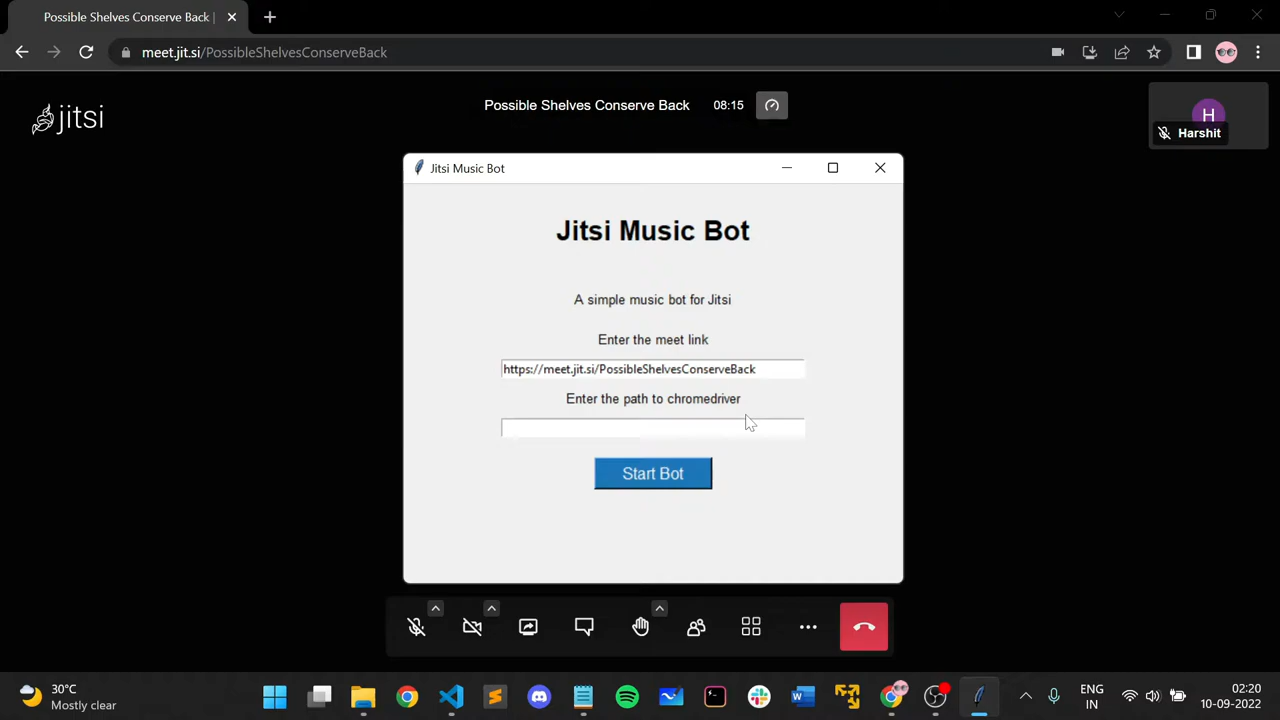 Possible Shelves Conserve Back |
meet.jit.si/PossibleShelvesConserveBack
jitsi
Possible Shelves Conserve Back 08:15
H
Harshit
Jitsi Music Bot
Jitsi Music Bot
A simple music bot for Jitsi
Enter the meet link
https://meet.jit.si/PossibleShelvesConserveBack
Enter the path to chromedriver
Start Bot
30°C
Mostly clear
ENG
IN
02:20
10-09-2022